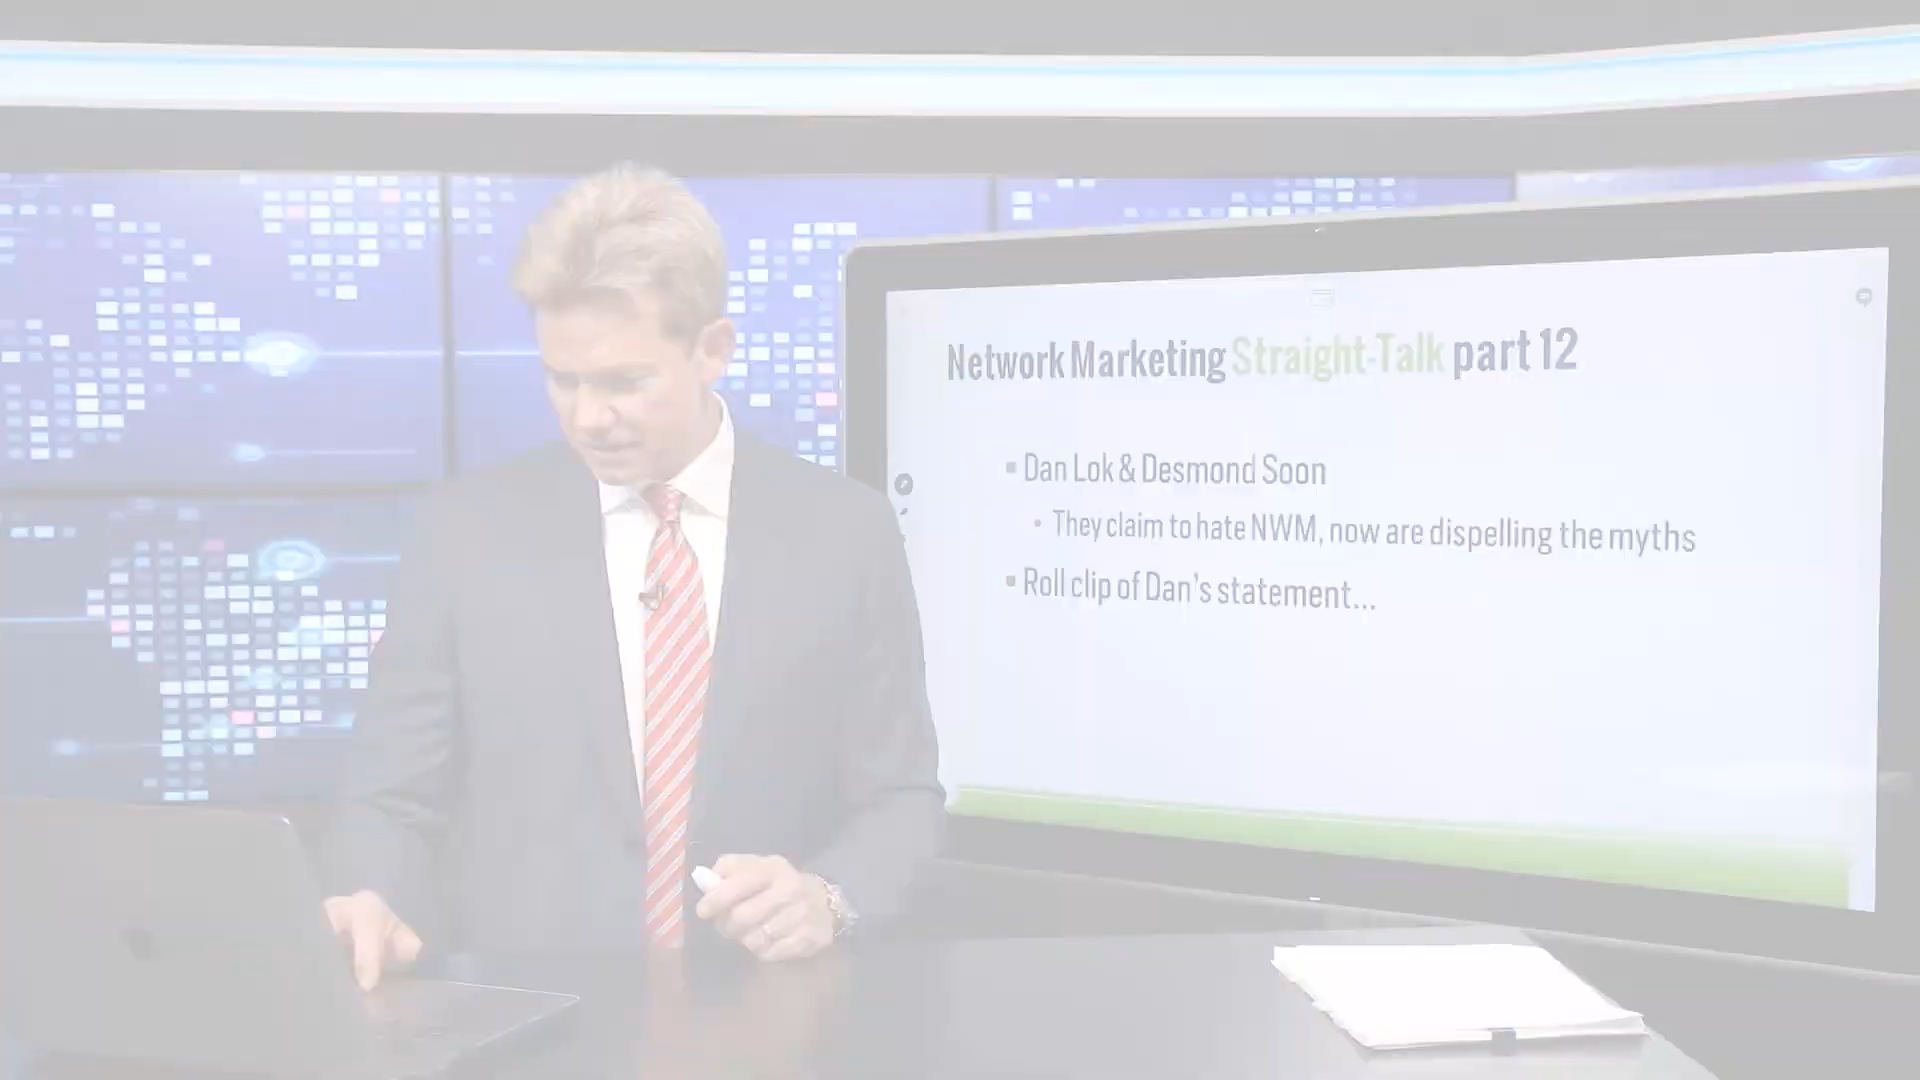 Network Marketing Straight-Talk part 12
Dan Lok & Desmond Soon
They claim to hate NWM, now are dispelling the myths
Roll clip of Dan's statement...